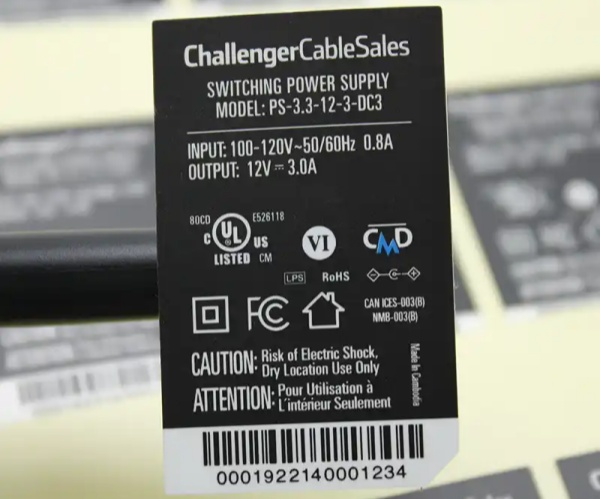 ChallengerCableSales
SWITCHING POWER SUPPLY
MODEL: PS-3.3-12-3-DC3
INPUT: 100-120V~50/60Hz 0.8A
OUTPUT: 12V⎓3.0A
80CO E526118
C UL US
LISTED CM
VI
CMD
LPS RoHS
FC
CAN ICES-003(B)
NMB-003(B)
CAUTION: Risk of Electric Shock,
Dry Location Use Only
ATTENTION: Pour Utilisation à
L'intérieur Seulement
Made In Cambodia
0001922140001234